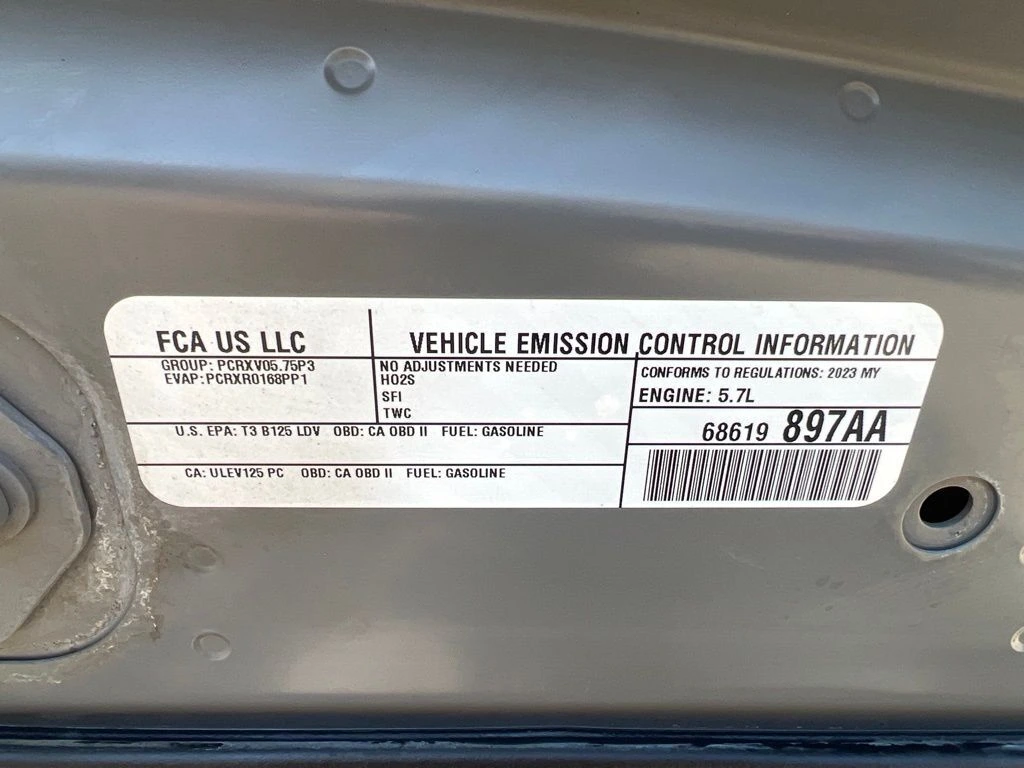 FCA US LLC
GROUP: PCRXV05.75P3
EVAP:PCRXR0168PP1
VEHICLE EMISSION CONTROL INFORMATION
NO ADJUSTMENTS NEEDED
HO2S
SFI
TWC
CONFORMS TO REGULATIONS: 2023 MY
ENGINE: 5.7L
68619 897AA
U.S. EPA: T3 B125 LDV OBD: CA OBD II FUEL: GASOLINE
CA: ULEV125 PC OBD: CA OBD II FUEL: GASOLINE